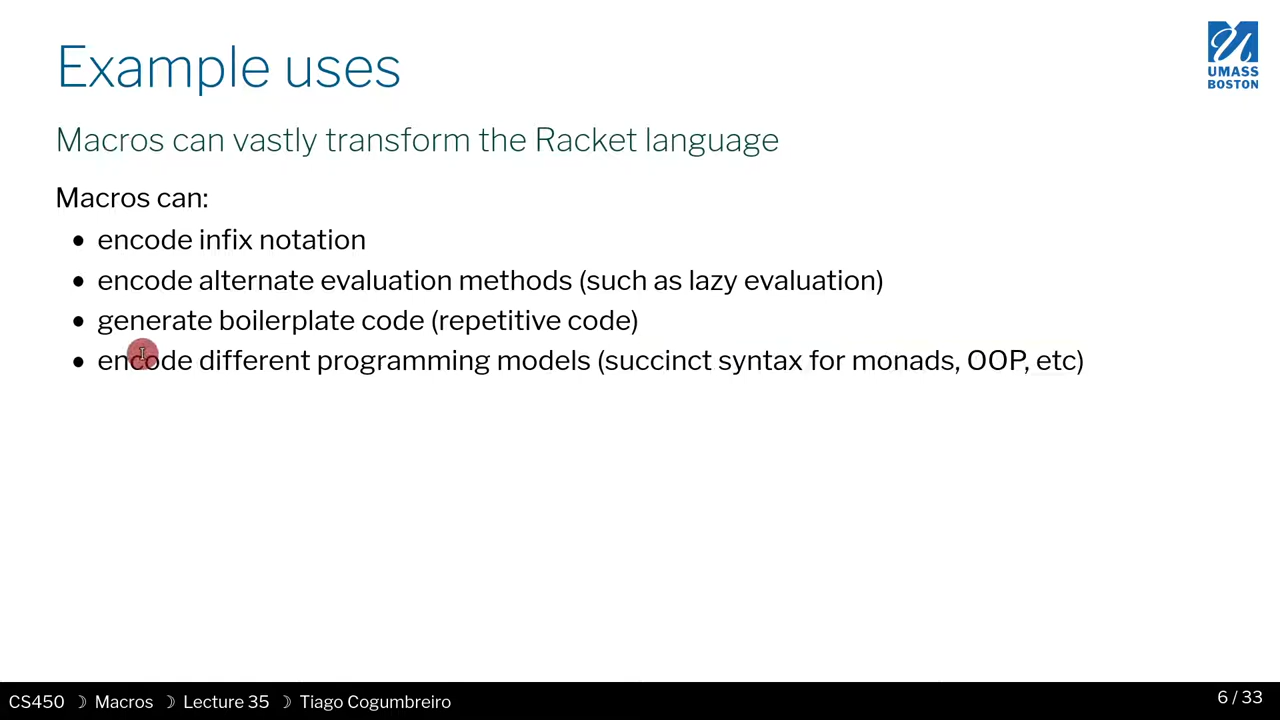 Example uses
UMASS
BOSTON
Macros can vastly transform the Racket language
Macros can:
• encode infix notation
• encode alternate evaluation methods (such as lazy evaluation)
• generate boilerplate code (repetitive code)
• encode different programming models (succinct syntax for monads, OOP, etc)
CS450 ☽ Macros ☽ Lecture 35 ☽ Tiago Cogumbreiro
6 / 33